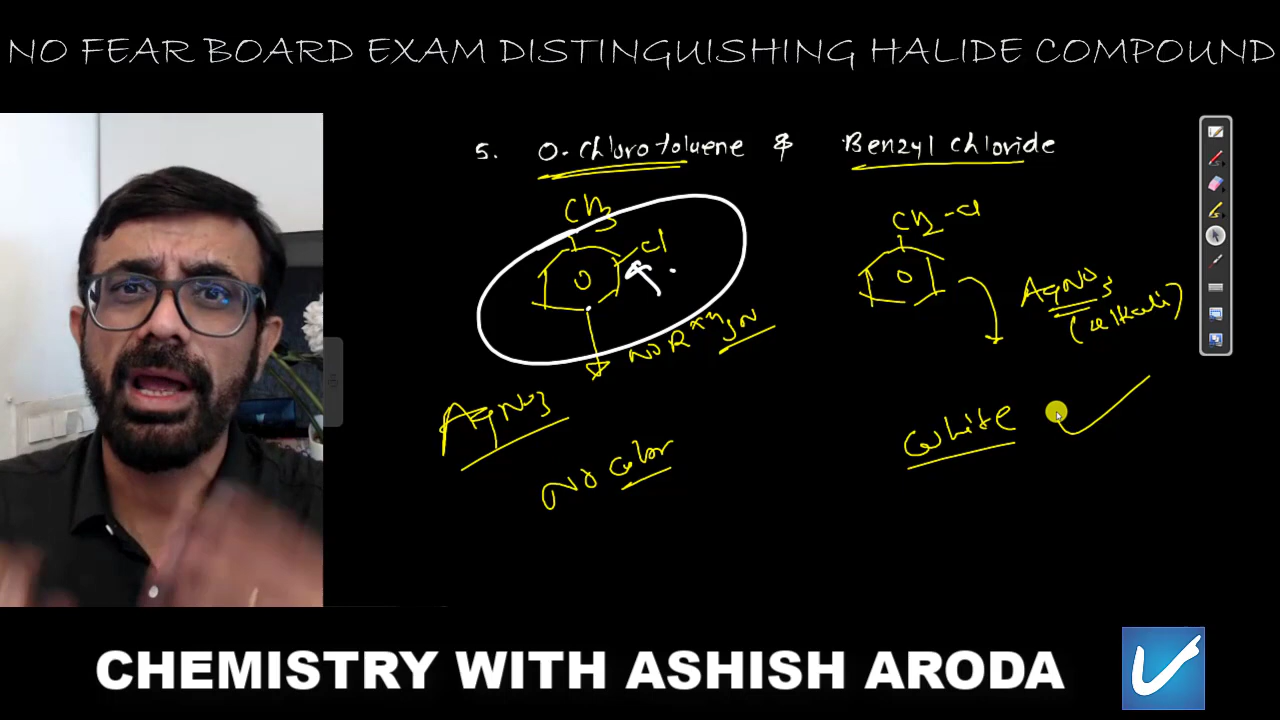 NO FEAR BOARD EXAM DISTINGUISHING HALIDE COMPOUND
5. O-Chlorotoluene & Benzyl Chloride
CH3
Cl
CH2-Cl
AgNO3
(alkali)
NO Rxn
AgNO3
No color
White
CHEMISTRY WITH ASHISH ARODA